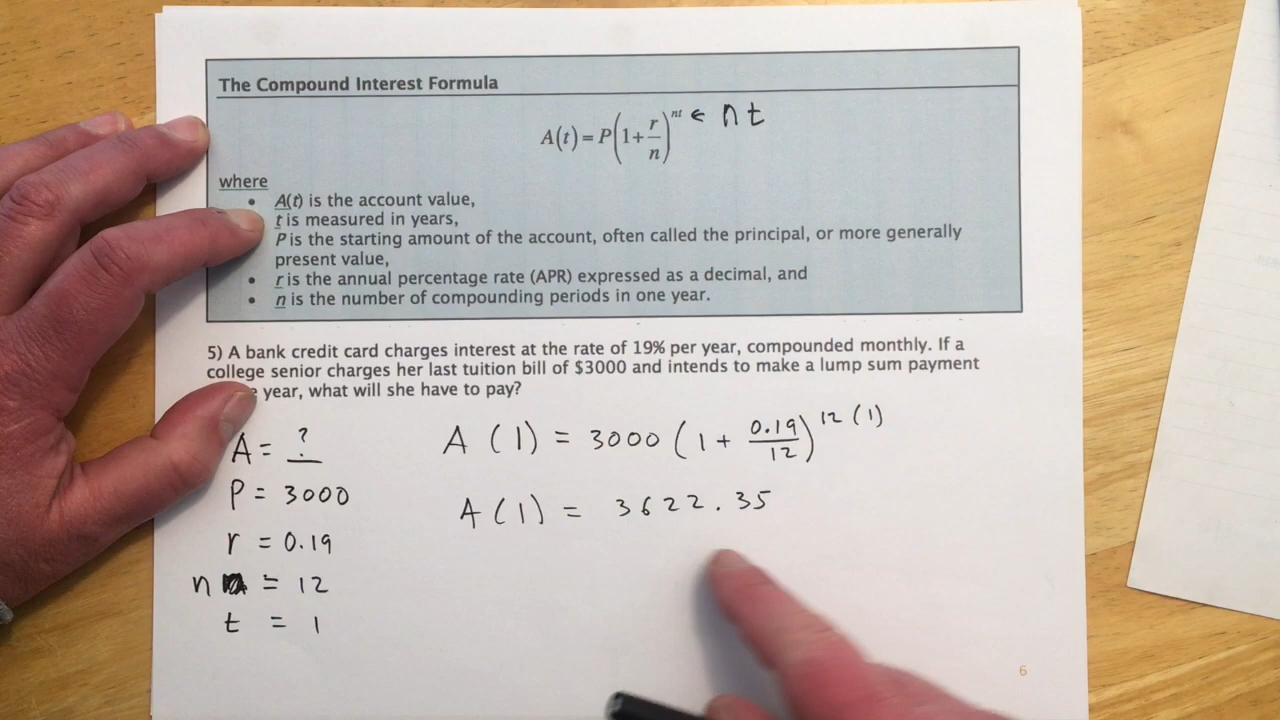 The Compound Interest Formula
A(t) = P(1 + r/n)^nt ← n t
where
• A(t) is the account value,
t is measured in years,
P is the starting amount of the account, often called the principal, or more generally
present value,
• r is the annual percentage rate (APR) expressed as a decimal, and
• n is the number of compounding periods in one year.
5) A bank credit card charges interest at the rate of 19% per year, compounded monthly. If a
college senior charges her last tuition bill of $3000 and intends to make a lump sum payment
year, what will she have to pay?
A = ?
P = 3000
r = 0.19
n = 12
t = 1
A (1) = 3000 (1 + 0.19/12)^12 (1)
A (1) = 3622.35
6